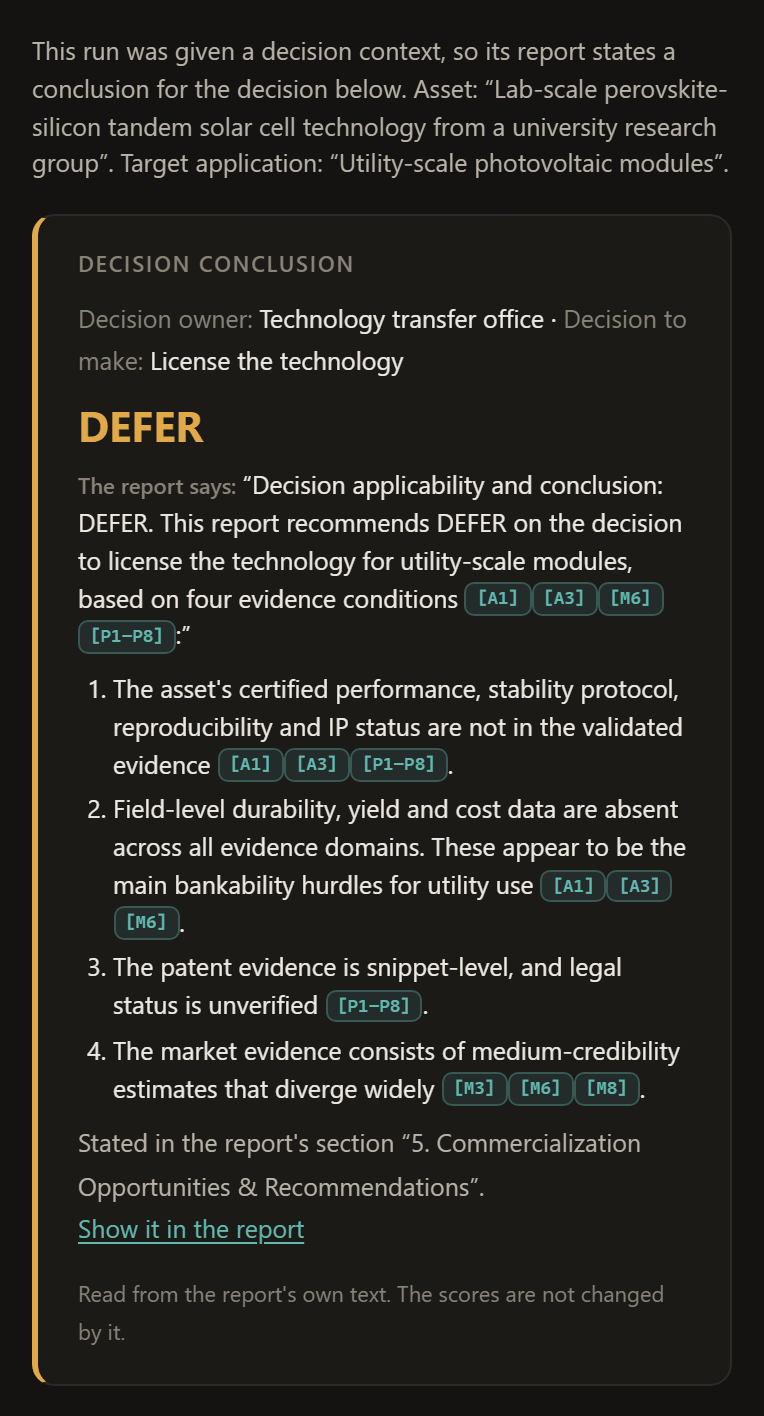 This run was given a decision context, so its report states a
conclusion for the decision below. Asset: “Lab-scale perovskite-
silicon tandem solar cell technology from a university research
group”. Target application: “Utility-scale photovoltaic modules”.
DECISION CONCLUSION
Decision owner: Technology transfer office · Decision to
make: License the technology
DEFER
The report says: “Decision applicability and conclusion:
DEFER. This report recommends DEFER on the decision
to license the technology for utility-scale modules,
based on four evidence conditions [A1] [A3] [M6]
[P1–P8]:”
1. The asset's certified performance, stability protocol,
reproducibility and IP status are not in the validated
evidence [A1] [A3] [P1–P8].
2. Field-level durability, yield and cost data are absent
across all evidence domains. These appear to be the
main bankability hurdles for utility use [A1] [A3]
[M6].
3. The patent evidence is snippet-level, and legal
status is unverified [P1–P8].
4. The market evidence consists of medium-credibility
estimates that diverge widely [M3] [M6] [M8].
Stated in the report's section “5. Commercialization
Opportunities & Recommendations”.
Show it in the report
Read from the report's own text. The scores are not changed
by it.